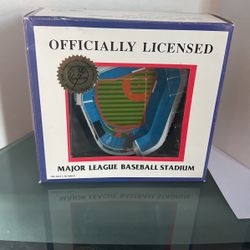 OFFICIALLY LICENSED
MAJOR LEAGUE BASEBALL STADIUM